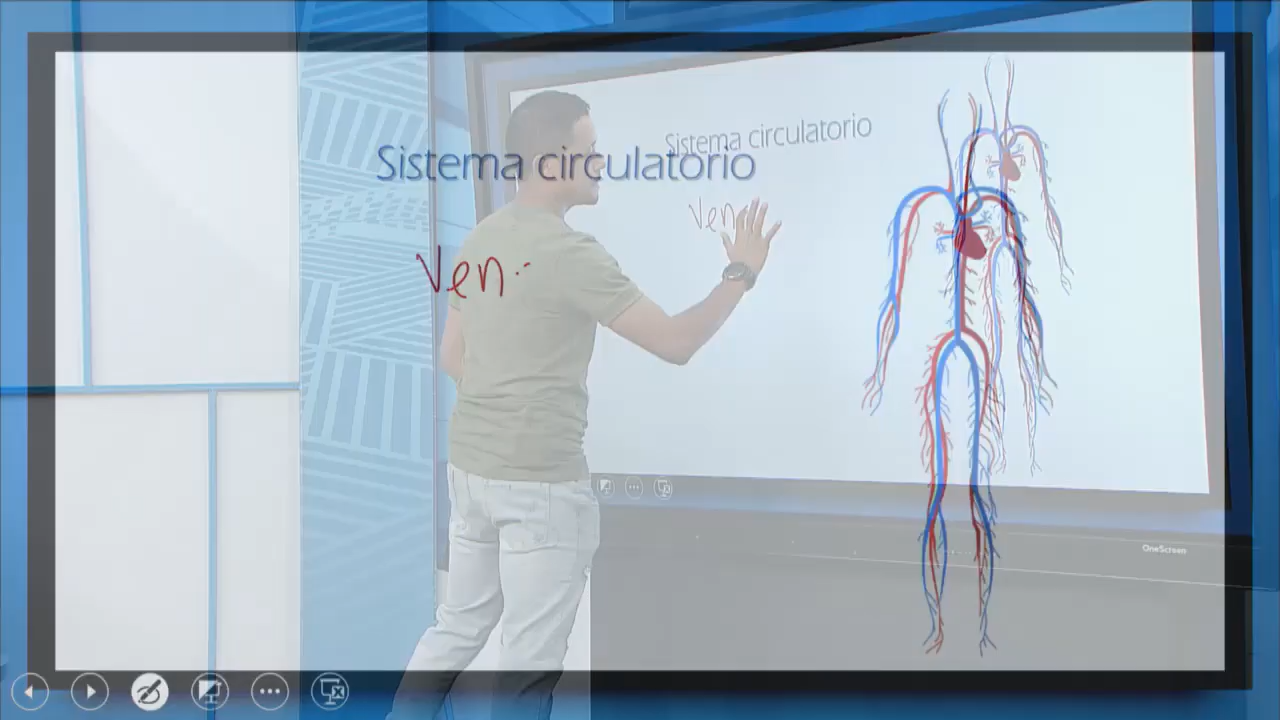 Sistema circulatorio
Sistema circulatorio
Ven
Ven
OneScreen